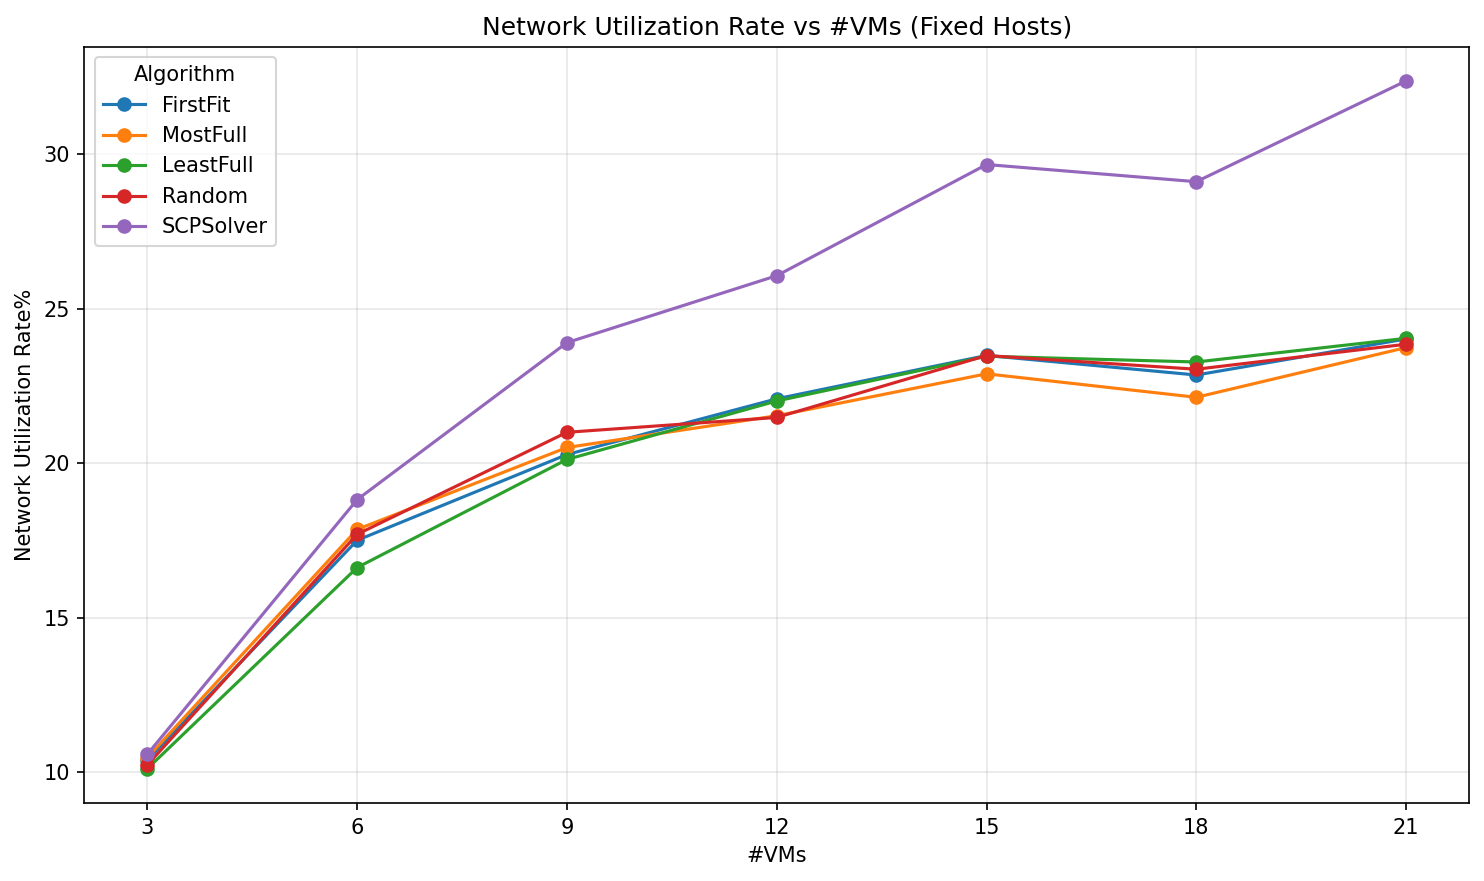 Network Utilization Rate vs #VMs (Fixed Hosts)
Algorithm
FirstFit
MostFull
LeastFull
Random
SCPSolver
Network Utilization Rate%
30
25
20
15
10
3 6 9 12 15 18 21
#VMs